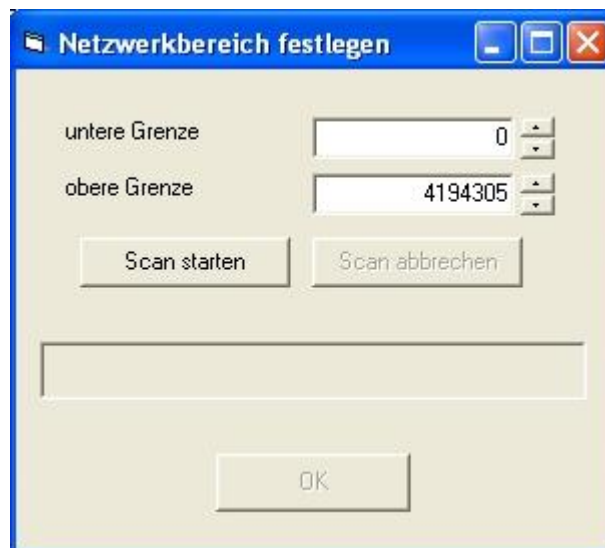 Netzwerkbereich festlegen
untere Grenze 0
obere Grenze 4194305
Scan starten Scan abbrechen
OK